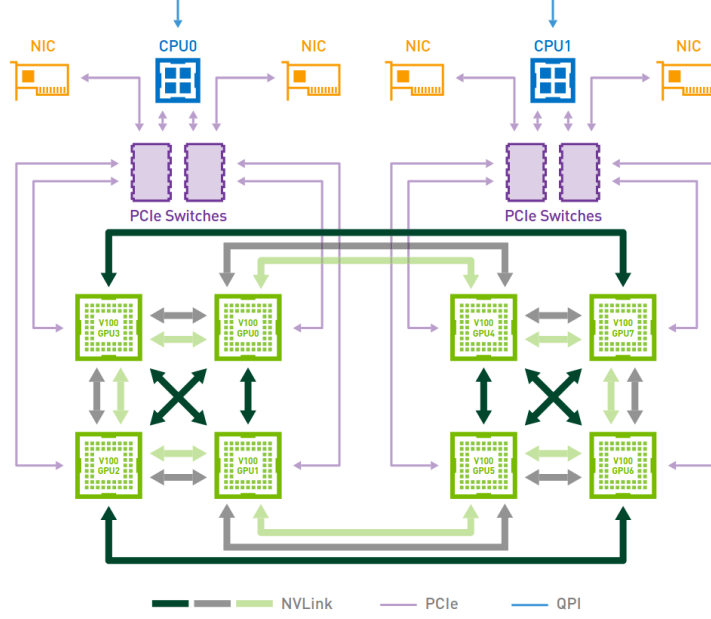 NIC
CPU0
NIC
NIC
CPU1
NIC
PCIe Switches
PCIe Switches
V100
GPU3
V100
GPU0
V100
GPU4
V100
GPU7
V100
GPU2
V100
GPU1
V100
GPU5
V100
GPU6
NVLink
PCIe
QPI